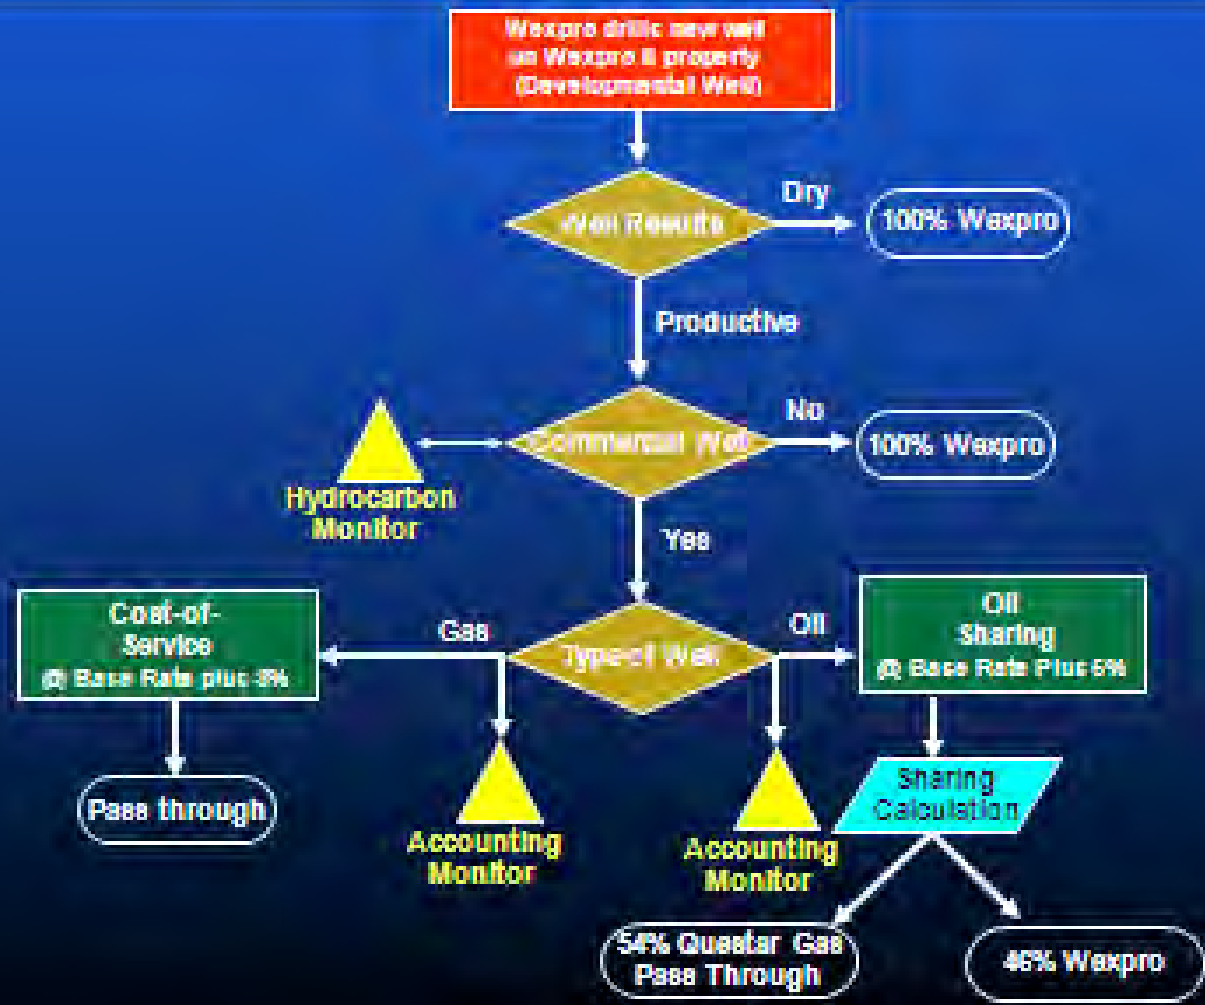 Wexpro drills new well
on Wexpro II property
(Developmental Well)
Well Results
Dry
100% Wexpro
Productive
Commercial Well
No
100% Wexpro
Hydrocarbon
Monitor
Yes
Cost-of-
Service
@ Base Rate plus 8%
Gas
Type of Well
Oil
Oil
Sharing
@ Base Rate Plus 5%
Pass through
Accounting
Monitor
Accounting
Monitor
Sharing
Calculation
54% Questar Gas
Pass Through
46% Wexpro